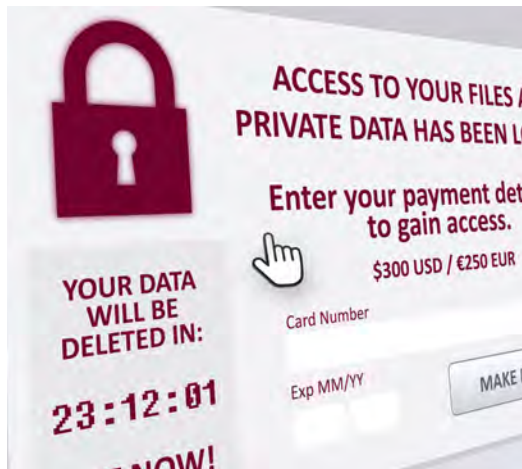 ACCESS TO YOUR FILES
PRIVATE DATA HAS BEEN
Enter your payment
to gain access.
$300 USD / €250 EUR
Card Number
Exp MM/YY
MAKE
YOUR DATA
WILL BE
DELETED IN:
23:12:01
NOW!